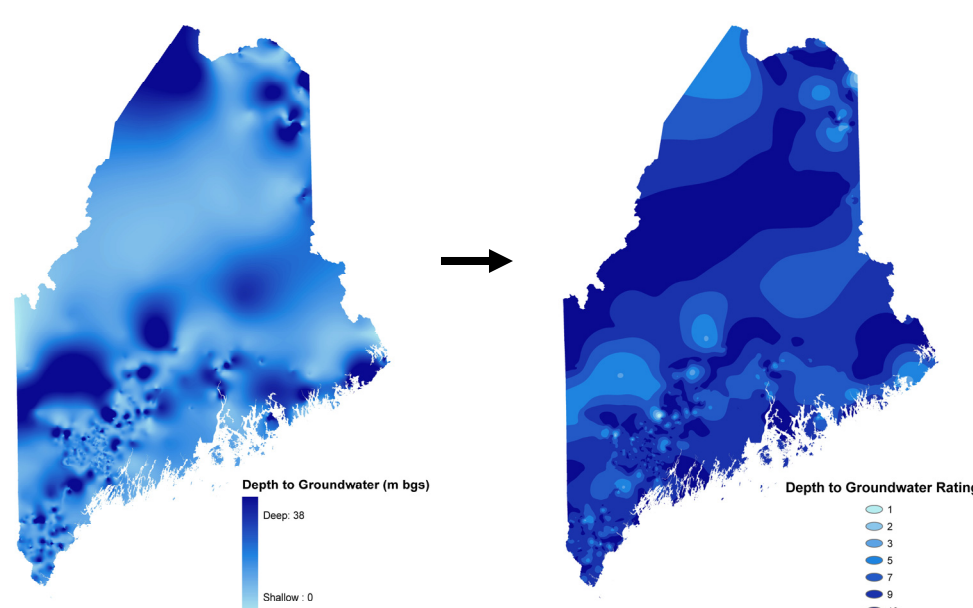 Depth to Groundwater (m bgs)
Deep: 38
Shallow : 0
Depth to Groundwater Rating
1
2
3
5
7
9